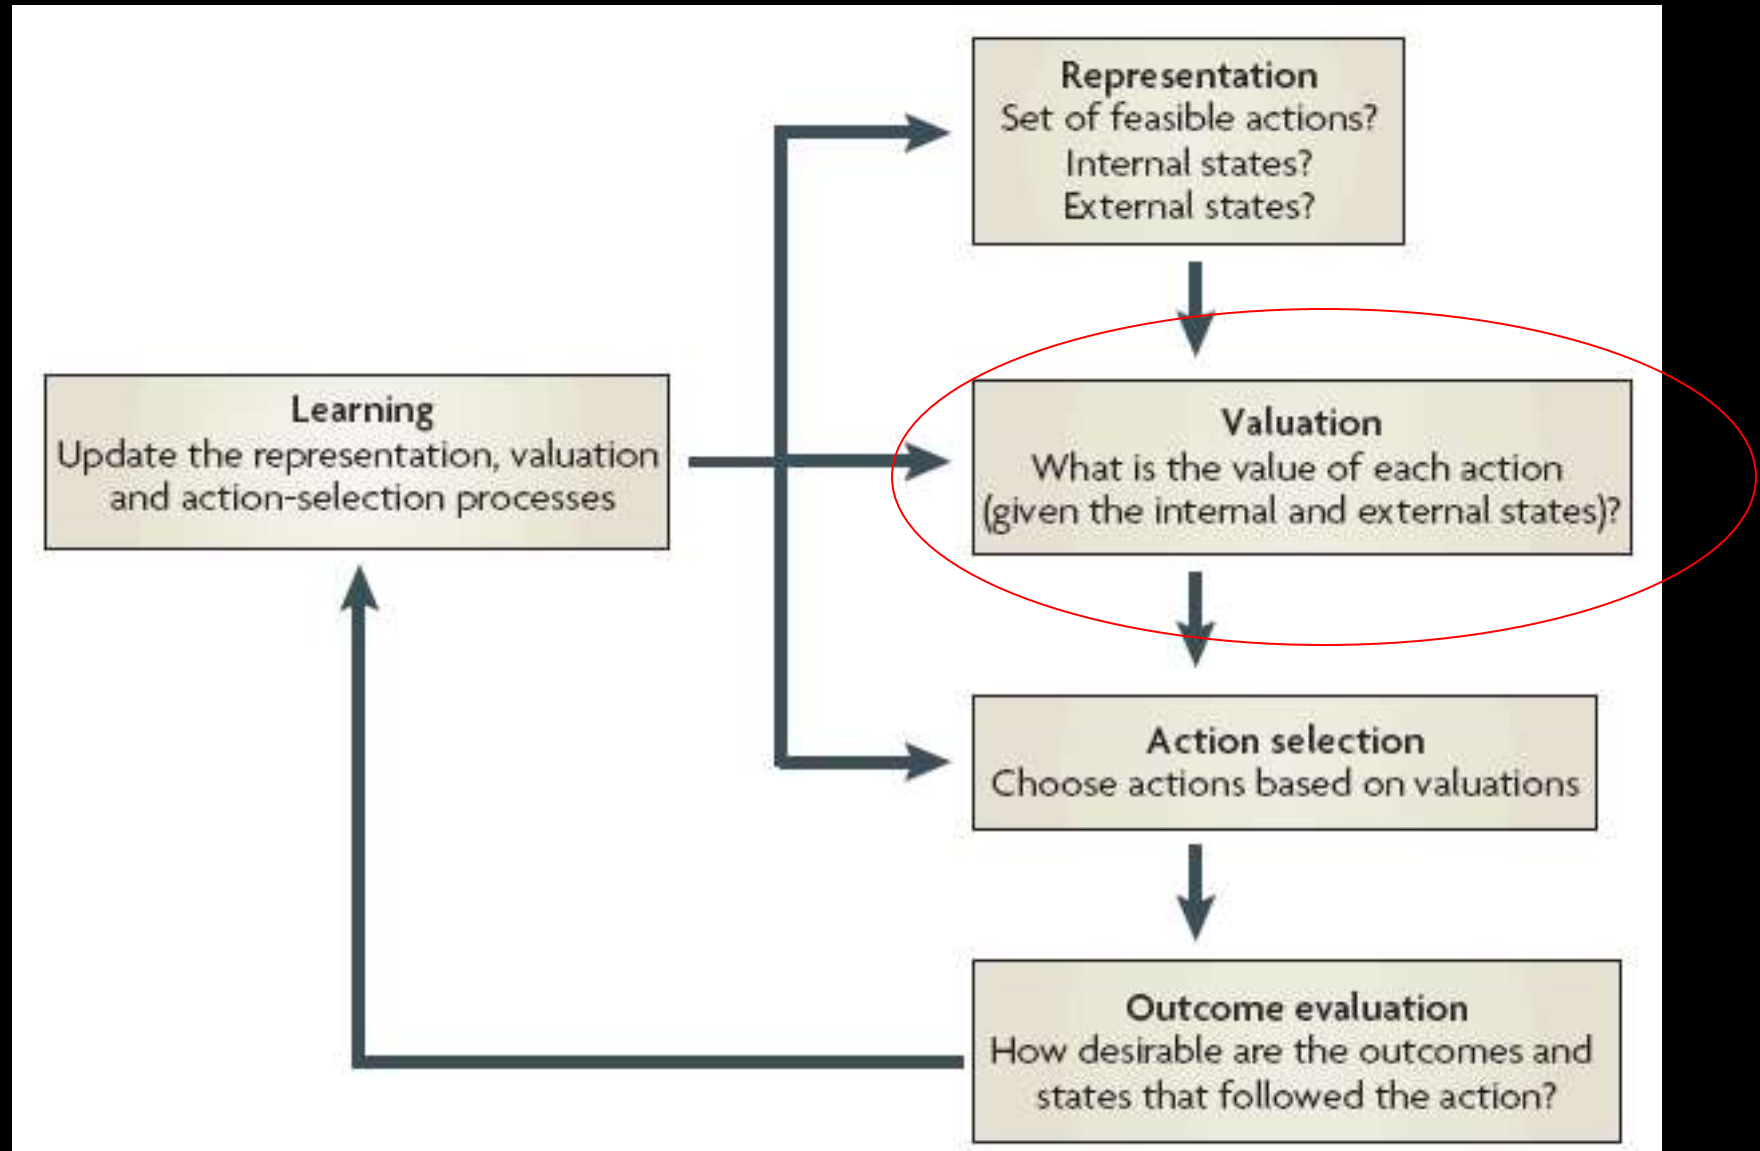 Representation
Set of feasible actions?
Internal states?
External states?
Learning
Update the representation, valuation
and action-selection processes
Valuation
What is the value of each action
(given the internal and external states)?
Action selection
Choose actions based on valuations
Outcome evaluation
How desirable are the outcomes and
states that followed the action?